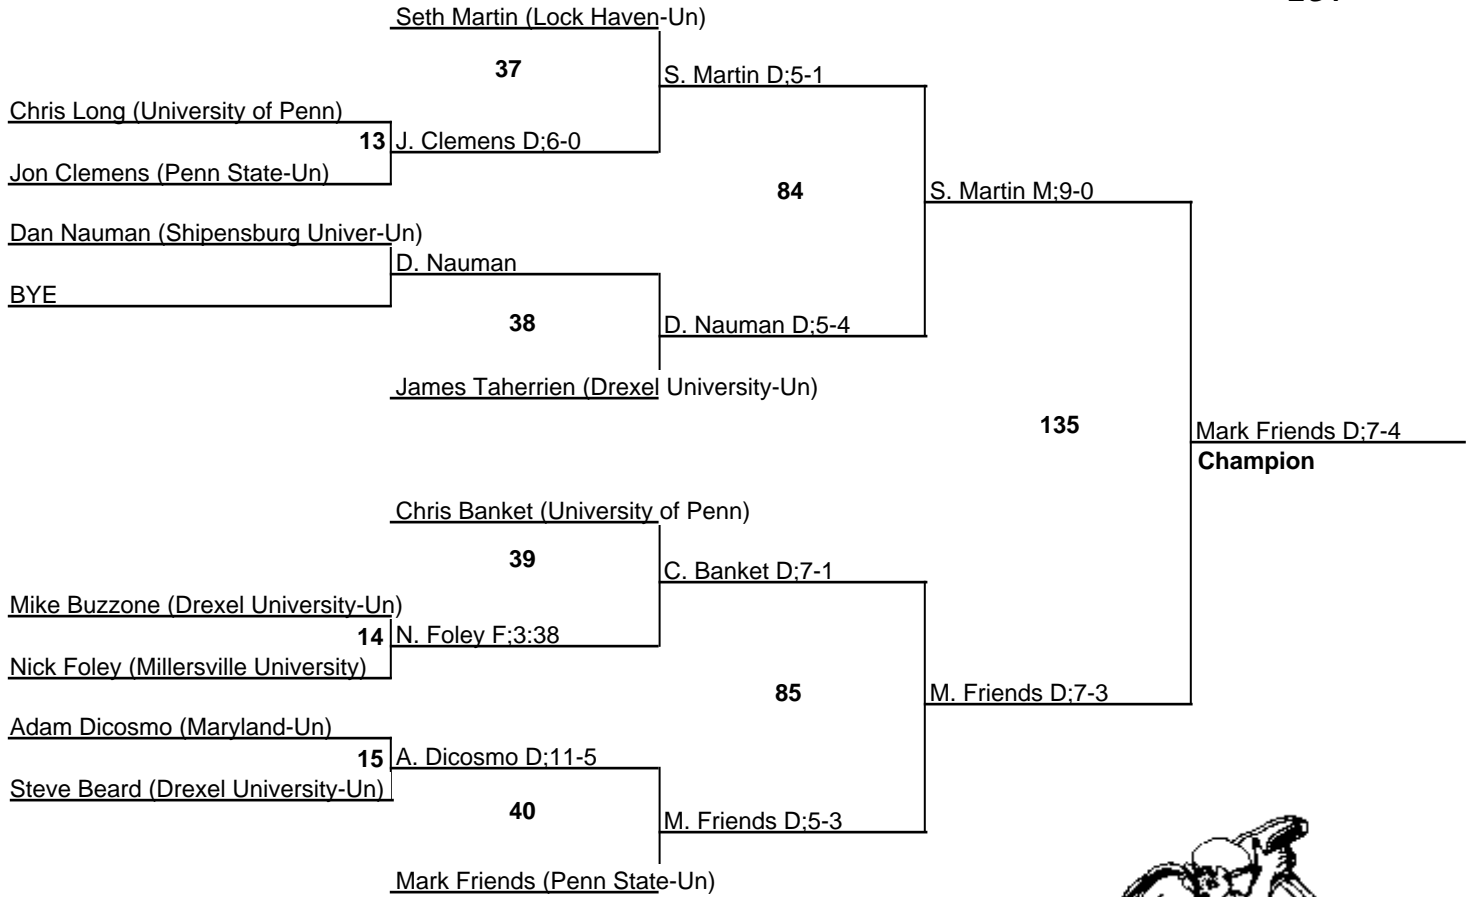 Seth Martin (Lock Haven-Un)
37
S. Martin D;5-1
Chris Long (University of Penn)
13 J. Clemens D;6-0
Jon Clemens (Penn State-Un)
84
S. Martin M;9-0
Dan Nauman (Shipensburg Univer-Un)
D. Nauman
BYE
38
D. Nauman D;5-4
James Taherrien (Drexel University-Un)
135
Mark Friends D;7-4
Champion
Chris Banket (University of Penn)
39
C. Banket D;7-1
Mike Buzzone (Drexel University-Un)
14 N. Foley F;3:38
Nick Foley (Millersville University)
85
M. Friends D;7-3
Adam Dicosmo (Maryland-Un)
15 A. Dicosmo D;11-5
Steve Beard (Drexel University-Un)
40
M. Friends D;5-3
Mark Friends (Penn State-Un)